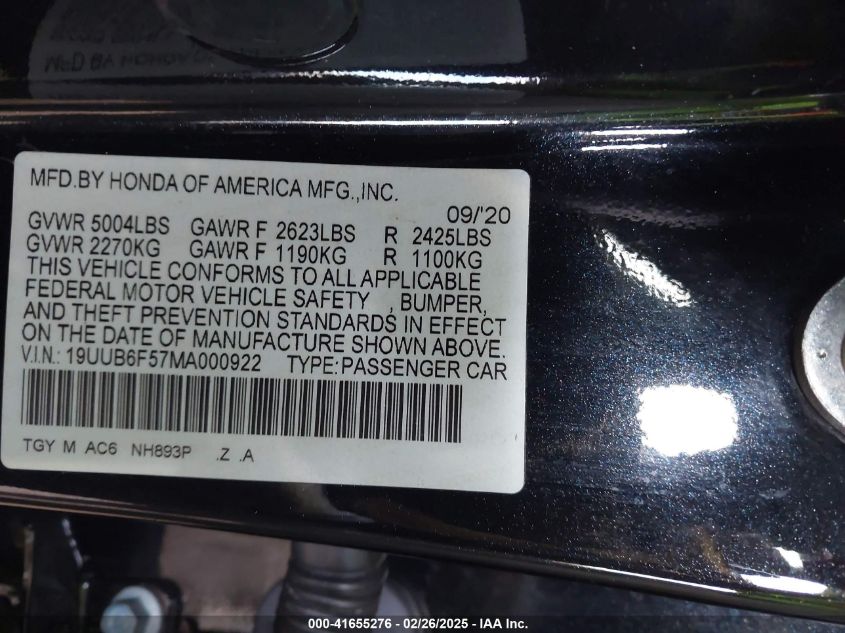 MFD.BY HONDA OF AMERICA MFG.,INC.
09/'20
GVWR 5004LBS GAWR F 2623LBS R 2425LBS
GVWR 2270KG GAWR F 1190KG R 1100KG
THIS VEHICLE CONFORMS TO ALL APPLICABLE
FEDERAL MOTOR VEHICLE SAFETY , BUMPER,
AND THEFT PREVENTION STANDARDS IN EFFECT
ON THE DATE OF MANUFACTURE SHOWN ABOVE.
V.I.N.: 19UUB6F57MA000922 TYPE:PASSENGER CAR
TGY M AC6 NH893P .Z .A
000-41655276 - 02/26/2025 - IAA Inc.